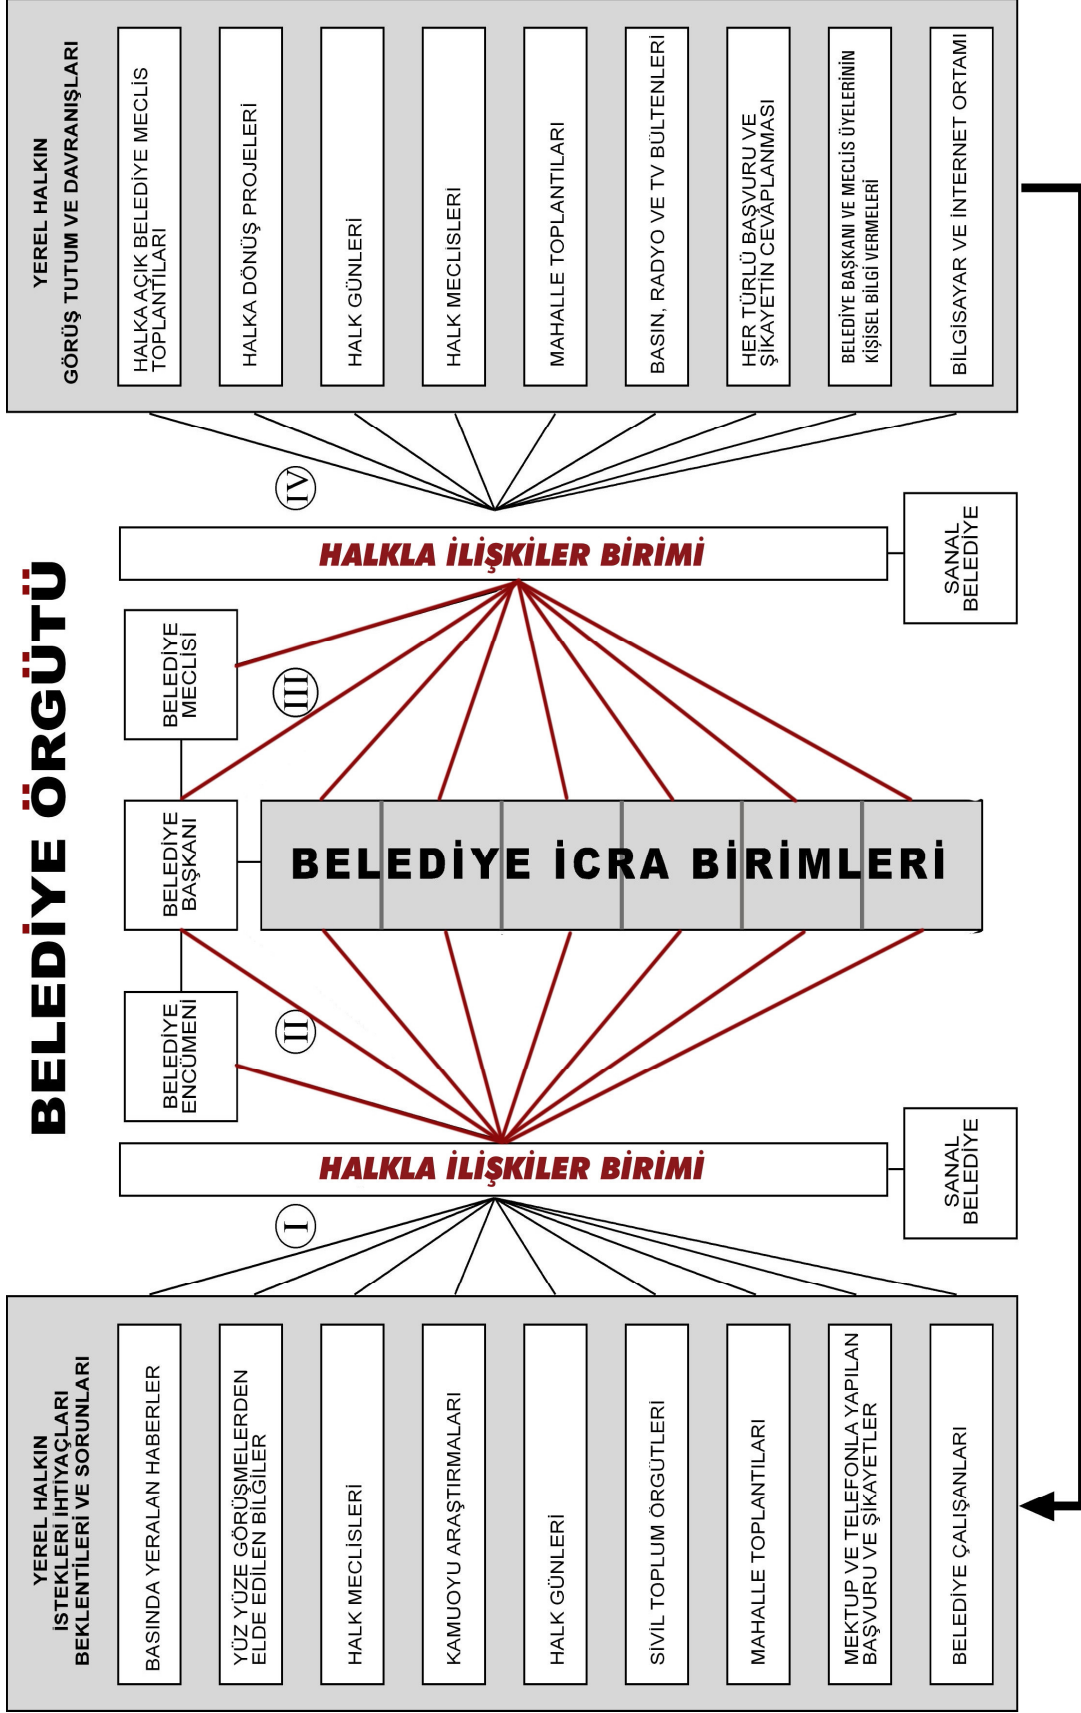 BELEDİYE ÖRGÜTÜ
YEREL HALKIN
İSTEKLERİ İHTİYAÇLARI
BEKLENTİLERİ VE SORUNLARI
BASINDA YERALAN HABERLER
YÜZ YÜZE GÖRÜŞMELERDEN
ELDE EDİLEN BİLGİLER
HALK MECLİSLERİ
KAMUOYU ARAŞTIRMALARI
HALK GÜNLERİ
SİVİL TOPLUM ÖRGÜTLERİ
MAHALLE TOPLANTILARI
MEKTUP VE TELEFONLA YAPILAN
BAŞVURU VE ŞİKAYETLER
BELEDİYE ÇALIŞANLARI
I
HALKLA İLİŞKİLER BİRİMİ
SANAL
BELEDİYE
II
BELEDİYE
ENCÜMENİ
BELEDİYE
BAŞKANI
BELEDİYE
MECLİSİ
BELEDİYE İCRA BİRİMLERİ
III
HALKLA İLİŞKİLER BİRİMİ
SANAL
BELEDİYE
IV
YEREL HALKIN
GÖRÜŞ TUTUM VE DAVRANIŞLARI
HALKA AÇIK BELEDİYE MECLİS
TOPLANTILARI
HALKA DÖNÜŞ PROJELERİ
HALK GÜNLERİ
HALK MECLİSLERİ
MAHALLE TOPLANTILARI
BASIN, RADYO VE TV BÜLTENLERİ
HER TÜRLÜ BAŞVURU VE
ŞİKAYETİN CEVAPLANMASI
BELEDİYE BAŞKANI VE MECLİS ÜYELERİNİN
KİŞİSEL BİLGİ VERMELERİ
BİLGİSAYAR VE İNTERNET ORTAMI